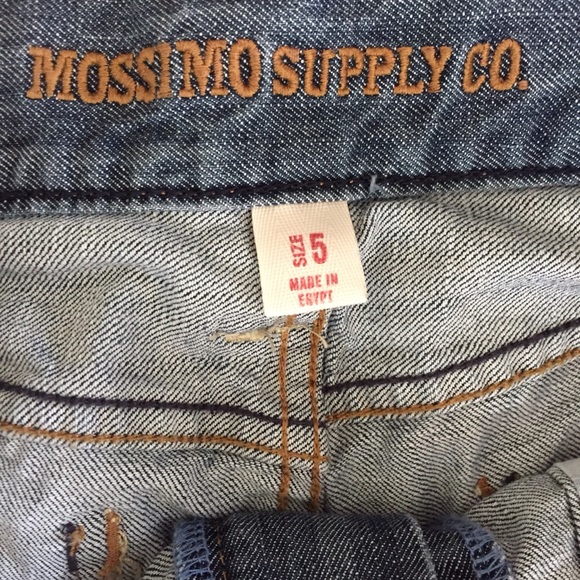 MOSSIMO SUPPLY CO.
SIZE 5
MADE IN
EGYPT